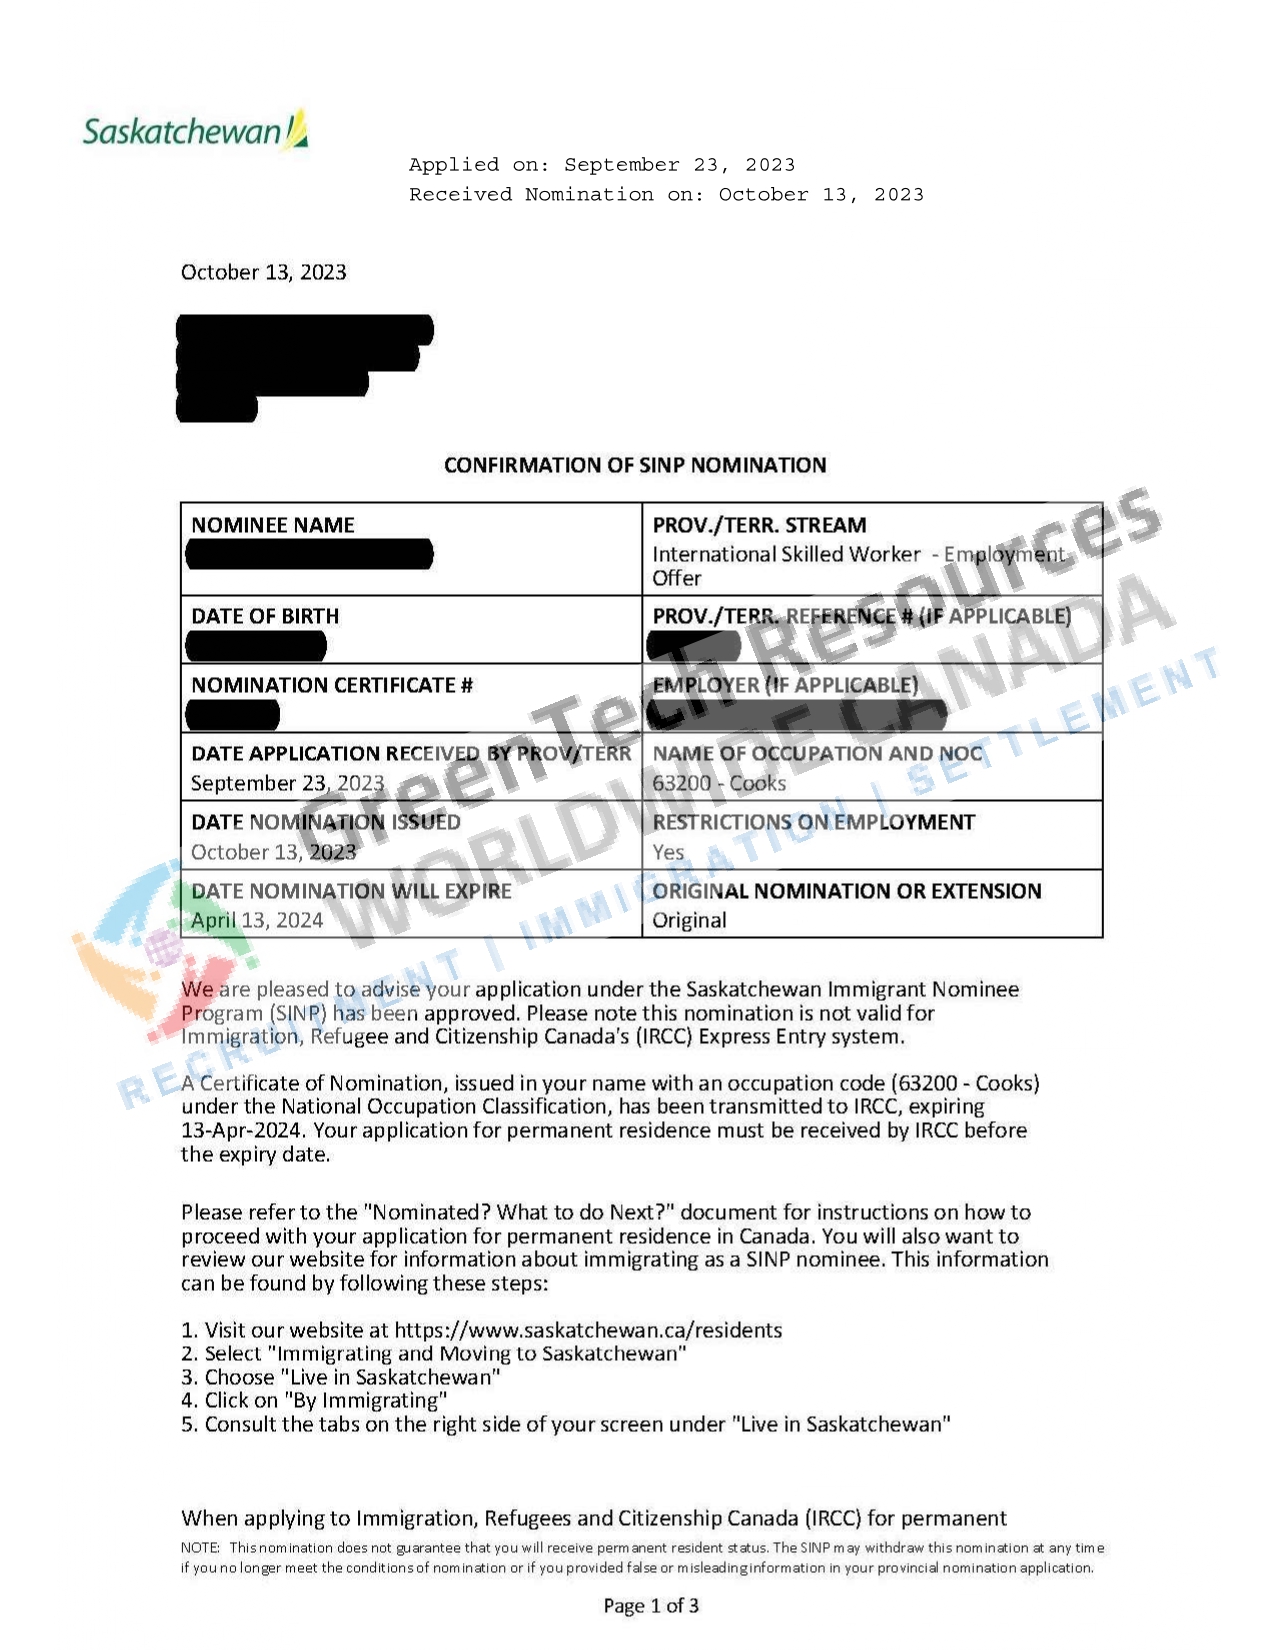 Saskatchewan
Applied on: September 23, 2023
Received Nomination on: October 13, 2023
October 13, 2023
CONFIRMATION OF SINP NOMINATION
NOMINEE NAME
PROV./TERR. STREAM
International Skilled Worker - Employment
Offer
DATE OF BIRTH
PROV./TERR. REFERENCE # (IF APPLICABLE)
NOMINATION CERTIFICATE #
EMPLOYER (IF APPLICABLE)
DATE APPLICATION RECEIVED BY PROV/TERR
September 23, 2023
NAME OF OCCUPATION AND NOC
63200 - Cooks
DATE NOMINATION ISSUED
October 13, 2023
RESTRICTIONS ON EMPLOYMENT
Yes
DATE NOMINATION WILL EXPIRE
April 13, 2024
ORIGINAL NOMINATION OR EXTENSION
Original
GreenTech Resources
WORLDWIDE CANADA
RECRUITMENT | IMMIGRATION | SETTLEMENT
We are pleased to advise your application under the Saskatchewan Immigrant Nominee
Program (SINP) has been approved. Please note this nomination is not valid for
Immigration, Refugee and Citizenship Canada's (IRCC) Express Entry system.
A Certificate of Nomination, issued in your name with an occupation code (63200 - Cooks)
under the National Occupation Classification, has been transmitted to IRCC, expiring
13-Apr-2024. Your application for permanent residence must be received by IRCC before
the expiry date.
Please refer to the "Nominated? What to do Next?" document for instructions on how to
proceed with your application for permanent residence in Canada. You will also want to
review our website for information about immigrating as a SINP nominee. This information
can be found by following these steps:
1. Visit our website at https://www.saskatchewan.ca/residents
2. Select "Immigrating and Moving to Saskatchewan"
3. Choose "Live in Saskatchewan"
4. Click on "By Immigrating"
5. Consult the tabs on the right side of your screen under "Live in Saskatchewan"
When applying to Immigration, Refugees and Citizenship Canada (IRCC) for permanent
NOTE: This nomination does not guarantee that you will receive permanent resident status. The SINP may withdraw this nomination at any time
if you no longer meet the conditions of nomination or if you provided false or misleading information in your provincial nomination application.
Page 1 of 3